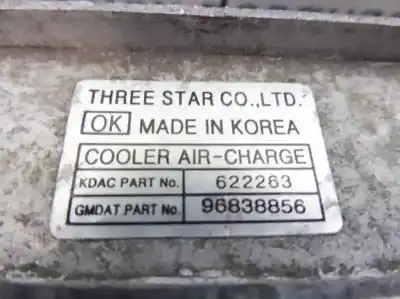 THREE STAR CO.,LTD.
OK MADE IN KOREA
COOLER AIR-CHARGE
KDAC PART No. 622263
GMDAT PART No. 96838856